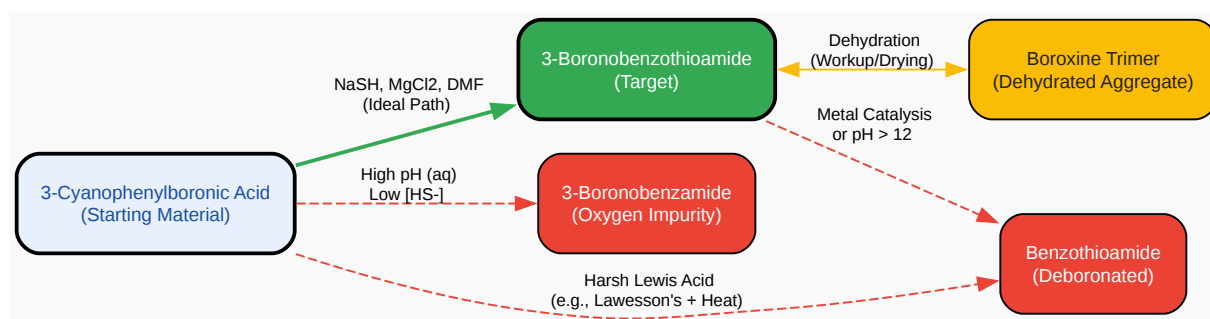 3-Boronobenzothioamide
(Target)
Dehydration
(Workup/Drying)
Boroxine Trimer
(Dehydrated Aggregate)
NaSH, MgCl2, DMF
(Ideal Path)
Metal Catalysis
or pH > 12
3-Cyanophenylboronic Acid
(Starting Material)
High pH (aq)
Low [HS-]
3-Boronobenzamide
(Oxygen Impurity)
Benzothioamide
(Deboronated)
Harsh Lewis Acid
(e.g., Lawesson's + Heat)